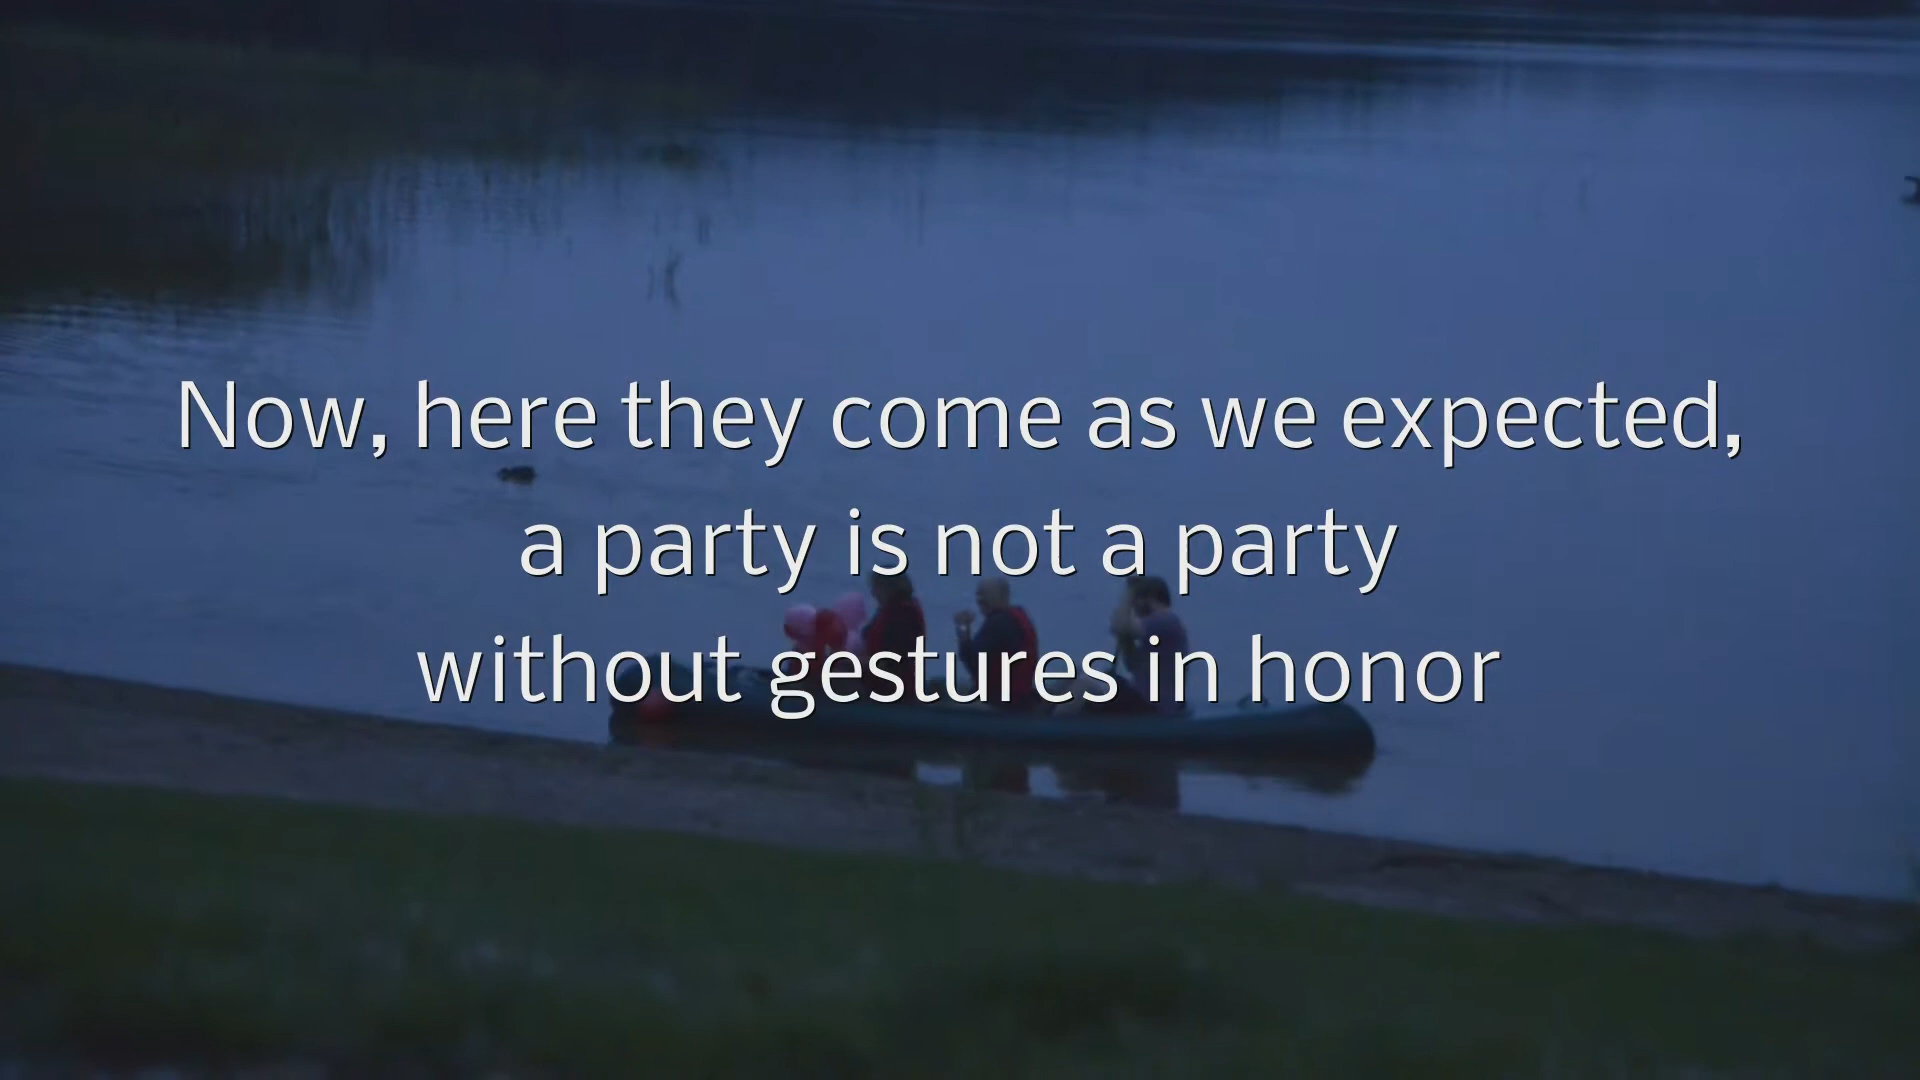 Now, here they come as we expected,
a party is not a party
without gestures in honor